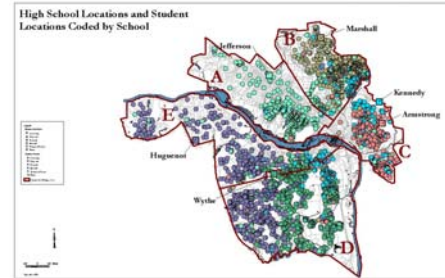 High School Locations and Student
Locations Coded by School
Marshall
B
Jefferson
A
Kennedy
Armstrong
E
C
Huguenot
Wythe
D